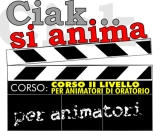 Ciak...
si anima
CORSO: CORSO II LIVELLO
PER ANIMATORI DI ORATORIO
per animatori